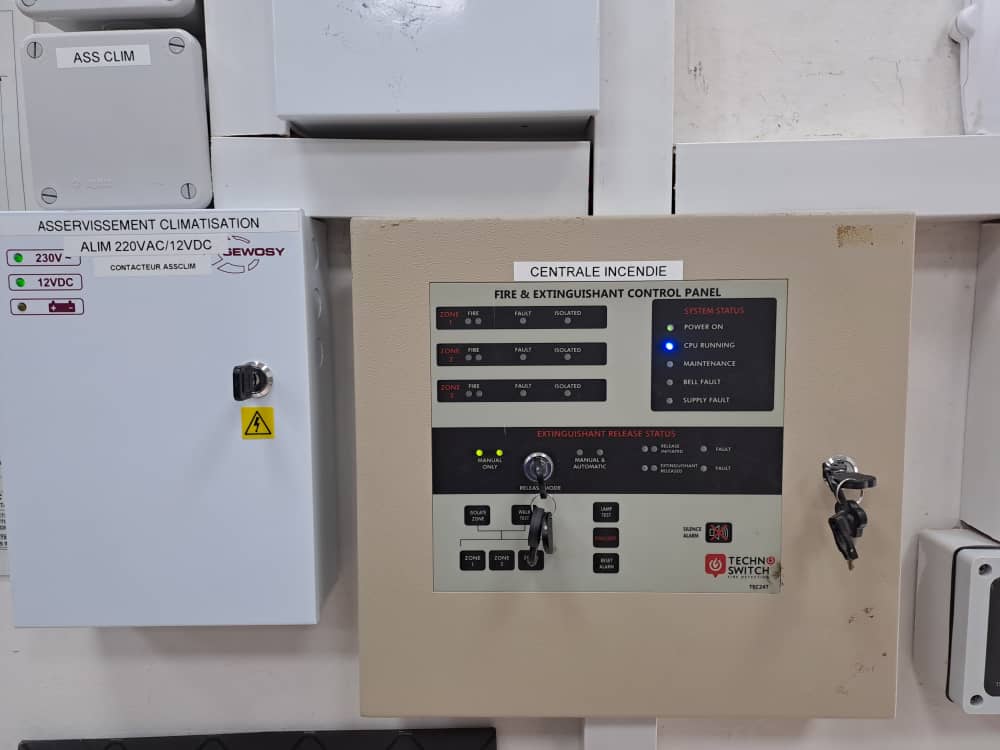 ASS CLIM
ASSERVISSEMENT CLIMATISATION
ALIM 220VAC/12VDC
CONTACTEUR ASSCLIM
230V ~
12VDC
CENTRALE INCENDIE
FIRE & EXTINGUISHANT CONTROL PANEL
ZONE 1 FIRE FAULT ISOLATED
ZONE 2 FIRE FAULT ISOLATED
ZONE 3 FIRE FAULT ISOLATED
SYSTEM STATUS
POWER ON
CPU RUNNING
MAINTENANCE
BELL FAULT
SUPPLY FAULT
EXTINGUISHANT RELEASE STATUS
MANUAL ONLY
MANUAL & AUTOMATIC
RELEASE INITIATED FAULT
EXTINGUISHANT RELEASED FAULT
ISOLATE ZONE
WALK TEST
LAMP TEST
SILENCE ALARM
RESET ALARM
ZONE 1
ZONE 2
TECHNO SWITCH
FIRE DETECTION